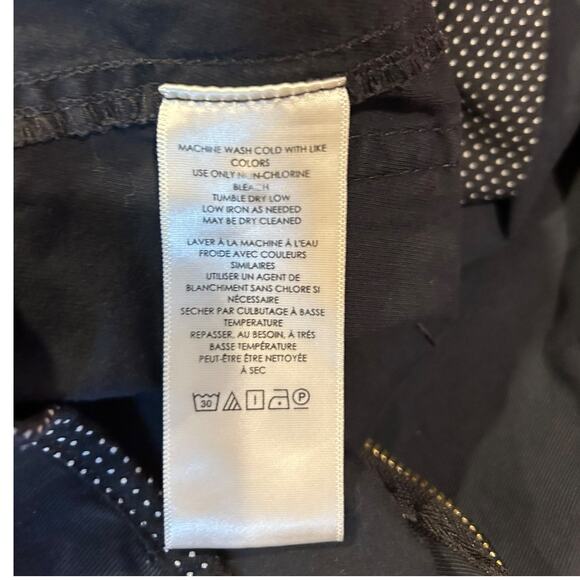 MACHINE WASH COLD WITH LIKE
COLORS
USE ONLY NON-CHLORINE
BLEACH
TUMBLE DRY LOW
LOW IRON AS NEEDED
MAY BE DRY CLEANED
LAVER À LA MACHINE À L'EAU
FROIDE AVEC COULEURS
SIMILAIRES
UTILISER UN AGENT DE
BLANCHIMENT SANS CHLORE SI
NÉCESSAIRE
SECHER PAR CULBUTAGE À BASSE
TEMPERATURE
REPASSER, AU BESOIN, À TRÉS
BASSE TEMPÉRATURE
PEUT-ÊTRE ÊTRE NETTOYÉE
À SEC
30 P